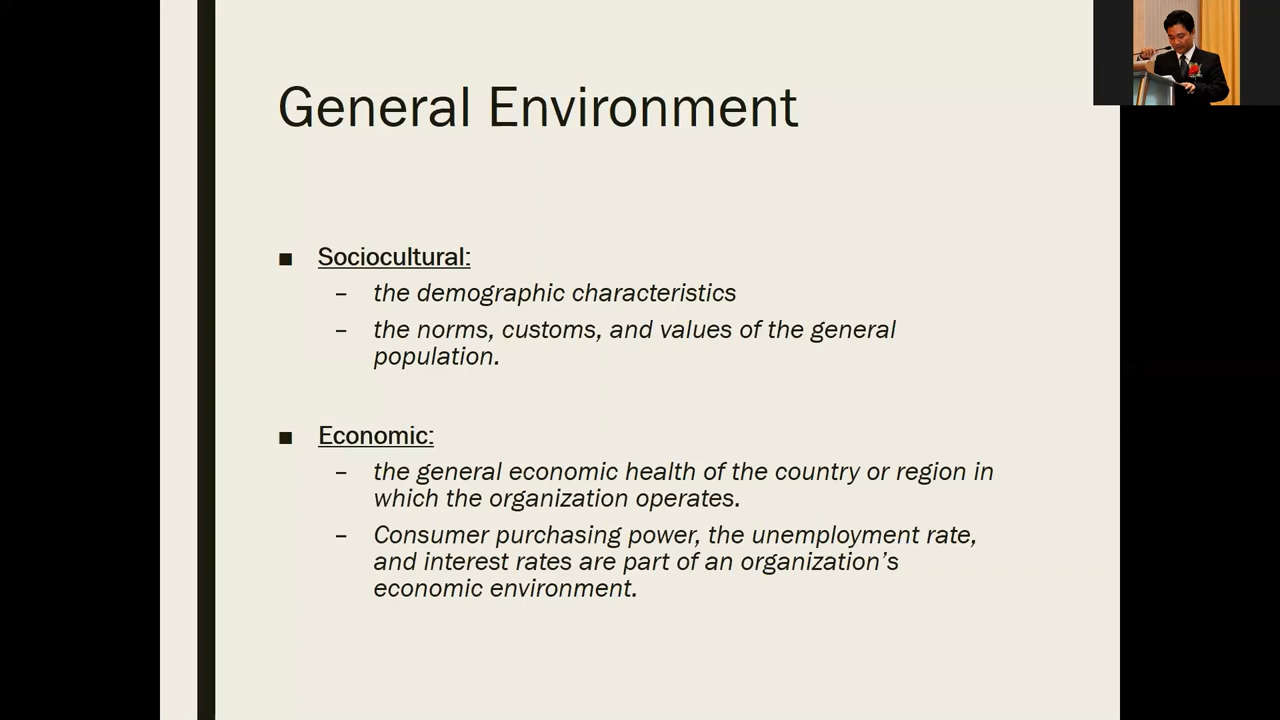 General Environment
■ Sociocultural:
– the demographic characteristics
– the norms, customs, and values of the general
population.
■ Economic:
– the general economic health of the country or region in
which the organization operates.
– Consumer purchasing power, the unemployment rate,
and interest rates are part of an organization’s
economic environment.